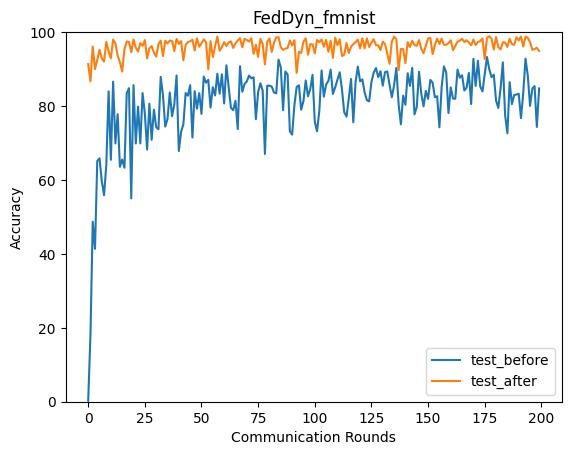 FedDyn_fmnist
100
80
60
40
20
0
Accuracy
0 25 50 75 100 125 150 175 200
Communication Rounds
test_before
test_after